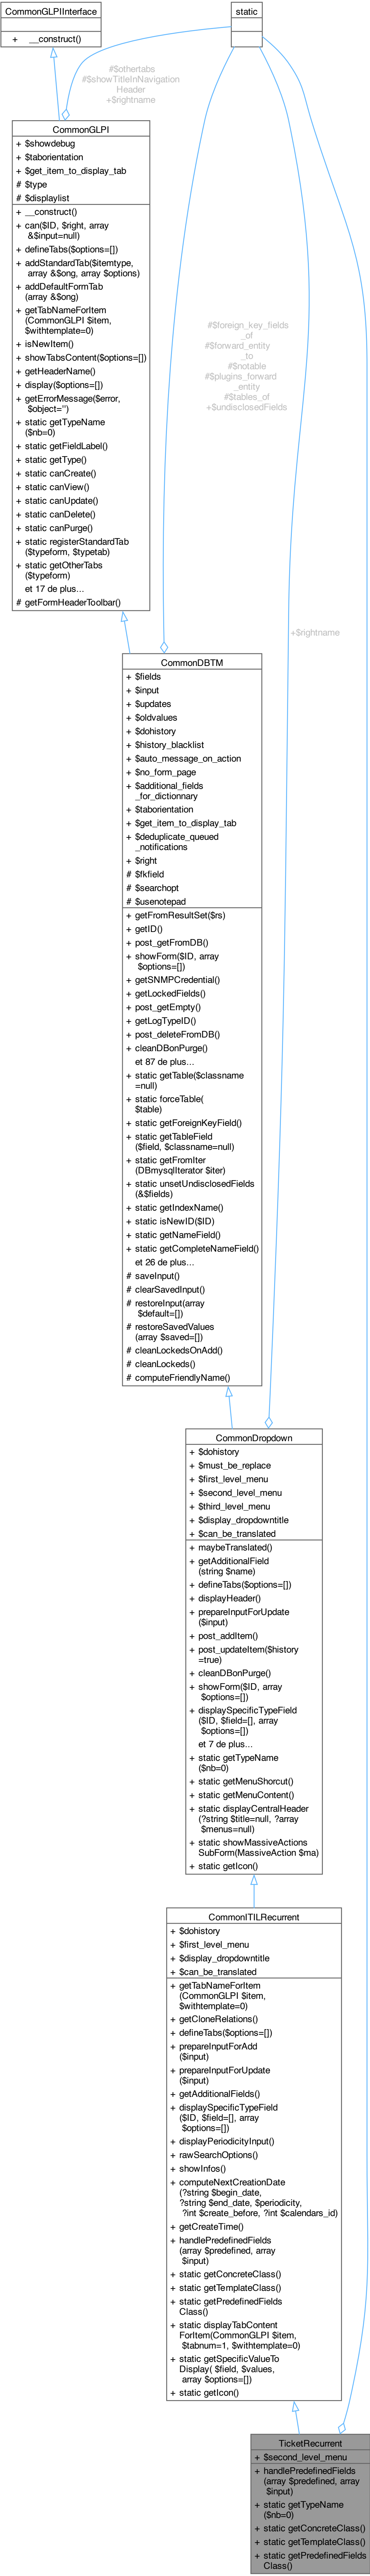 CommonGLPIInterface
+ __construct()
static
#$othertabs
#$showTitleInNavigation
Header
+$rightname
CommonGLPI
+ $showdebug
+ $taborientation
+ $get_item_to_display_tab
# $type
# $displaylist
+ __construct()
+ can($ID, $right, array
&$input=null)
+ defineTabs($options=[])
+ addStandardTab($itemtype,
array &$ong, array $options)
+ addDefaultFormTab
(array &$ong)
+ getTabNameForItem
(CommonGLPI $item,
$withtemplate=0)
+ isNewItem()
+ showTabsContent($options=[])
+ getHeaderName()
+ display($options=[])
+ getErrorMessage($error,
$object='')
+ static getTypeName
($nb=0)
+ static getFieldLabel()
+ static getType()
+ static canCreate()
+ static canView()
+ static canUpdate()
+ static canDelete()
+ static canPurge()
+ static registerStandardTab
($typeform, $typetab)
+ static getOtherTabs
($typeform)
et 17 de plus...
# getFormHeaderToolbar()
#$foreign_key_fields
_of
#$forward_entity
_to
#$notable
#$plugins_forward
_entity
#$tables_of
+$undisclosedFields
+$rightname
CommonDBTM
+ $fields
+ $input
+ $updates
+ $oldvalues
+ $dohistory
+ $history_blacklist
+ $auto_message_on_action
+ $no_form_page
+ $additional_fields
_for_dictionnary
+ $taborientation
+ $get_item_to_display_tab
+ $deduplicate_queued
_notifications
+ $right
# $fkfield
# $searchopt
# $usenotepad
+ getFromResultSet($rs)
+ getID()
+ post_getFromDB()
+ showForm($ID, array
$options=[])
+ getSNMPCredential()
+ getLockedFields()
+ post_getEmpty()
+ getLogTypeID()
+ post_deleteFromDB()
+ cleanDBonPurge()
et 87 de plus...
+ static getTable($classname
=null)
+ static forceTable(
$table)
+ static getForeignKeyField()
+ static getTableField
($field, $classname=null)
+ static getFromIter
(DBmysqlIterator $iter)
+ static unsetUndisclosedFields
(&$fields)
+ static getIndexName()
+ static isNewID($ID)
+ static getNameField()
+ static getCompleteNameField()
et 26 de plus...
# saveInput()
# clearSavedInput()
# restoreInput(array
$default=[])
# restoreSavedValues
(array $saved=[])
# cleanLockedsOnAdd()
# cleanLockeds()
# computeFriendlyName()
CommonDropdown
+ $dohistory
+ $must_be_replace
+ $first_level_menu
+ $second_level_menu
+ $third_level_menu
+ $display_dropdowntitle
+ $can_be_translated
+ maybeTranslated()
+ getAdditionalField
(string $name)
+ defineTabs($options=[])
+ displayHeader()
+ prepareInputForUpdate
($input)
+ post_addItem()
+ post_updateItem($history
=true)
+ cleanDBonPurge()
+ showForm($ID, array
$options=[])
+ displaySpecificTypeField
($ID, $field=[], array
$options=[])
et 7 de plus...
+ static getTypeName
($nb=0)
+ static getMenuShorcut()
+ static getMenuContent()
+ static displayCentralHeader
(?string $title=null, ?array
$menus=null)
+ static showMassiveActions
SubForm(MassiveAction $ma)
+ static getIcon()
CommonITILRecurrent
+ $dohistory
+ $first_level_menu
+ $display_dropdowntitle
+ $can_be_translated
+ getTabNameForItem
(CommonGLPI $item,
$withtemplate=0)
+ getCloneRelations()
+ defineTabs($options=[])
+ prepareInputForAdd
($input)
+ prepareInputForUpdate
($input)
+ getAdditionalFields()
+ displaySpecificTypeField
($ID, $field=[], array
$options=[])
+ displayPeriodicityInput()
+ rawSearchOptions()
+ showInfos()
+ computeNextCreationDate
(?string $begin_date,
?string $end_date, $periodicity,
?int $create_before, ?int $calendars_id)
+ getCreateTime()
+ handlePredefinedFields
(array $predefined, array
$input)
+ static getConcreteClass()
+ static getTemplateClass()
+ static getPredefinedFields
Class()
+ static displayTabContent
ForItem(CommonGLPI $item,
$tabnum=1, $withtemplate=0)
+ static getSpecificValueTo
Display( $field, $values,
array $options=[])
+ static getIcon()
TicketRecurrent
+ $second_level_menu
+ handlePredefinedFields
(array $predefined, array
$input)
+ static getTypeName
($nb=0)
+ static getConcreteClass()
+ static getTemplateClass()
+ static getPredefinedFields
Class()